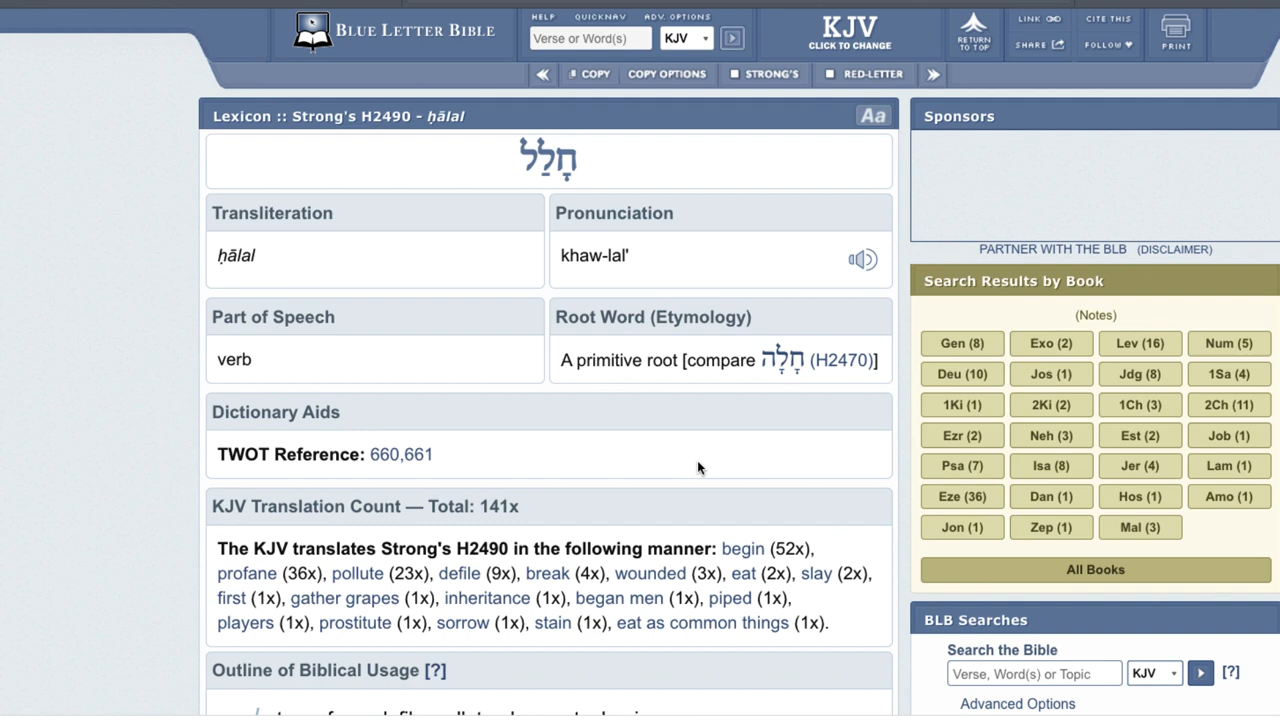 BLUE LETTER BIBLE
HELP QUICKNAV ADV. OPTIONS
Verse or Word(s) KJV
KJV
CLICK TO CHANGE
RETURN
TO TOP
LINK
SHARE
CITE THIS
FOLLOW
PRINT
COPY COPY OPTIONS STRONG'S RED-LETTER
Lexicon :: Strong's H2490 - ḥālal Aa
חָלַל
Transliteration
ḥālal
Pronunciation
khaw-lal'
Part of Speech
verb
Root Word (Etymology)
A primitive root [compare חָלָה (H2470)]
Dictionary Aids
TWOT Reference: 660,661
KJV Translation Count — Total: 141x
The KJV translates Strong's H2490 in the following manner: begin (52x),
profane (36x), pollute (23x), defile (9x), break (4x), wounded (3x), eat (2x), slay (2x),
first (1x), gather grapes (1x), inheritance (1x), began men (1x), piped (1x),
players (1x), prostitute (1x), sorrow (1x), stain (1x), eat as common things (1x).
Outline of Biblical Usage [?]
Sponsors
PARTNER WITH THE BLB (DISCLAIMER)
Search Results by Book
(Notes)
Gen (8) Exo (2) Lev (16) Num (5)
Deu (10) Jos (1) Jdg (8) 1Sa (4)
1Ki (1) 2Ki (2) 1Ch (3) 2Ch (11)
Ezr (2) Neh (3) Est (2) Job (1)
Psa (7) Isa (8) Jer (4) Lam (1)
Eze (36) Dan (1) Hos (1) Amo (1)
Jon (1) Zep (1) Mal (3)
All Books
BLB Searches
Search the Bible
Verse, Word(s) or Topic KJV [?]
Advanced Options